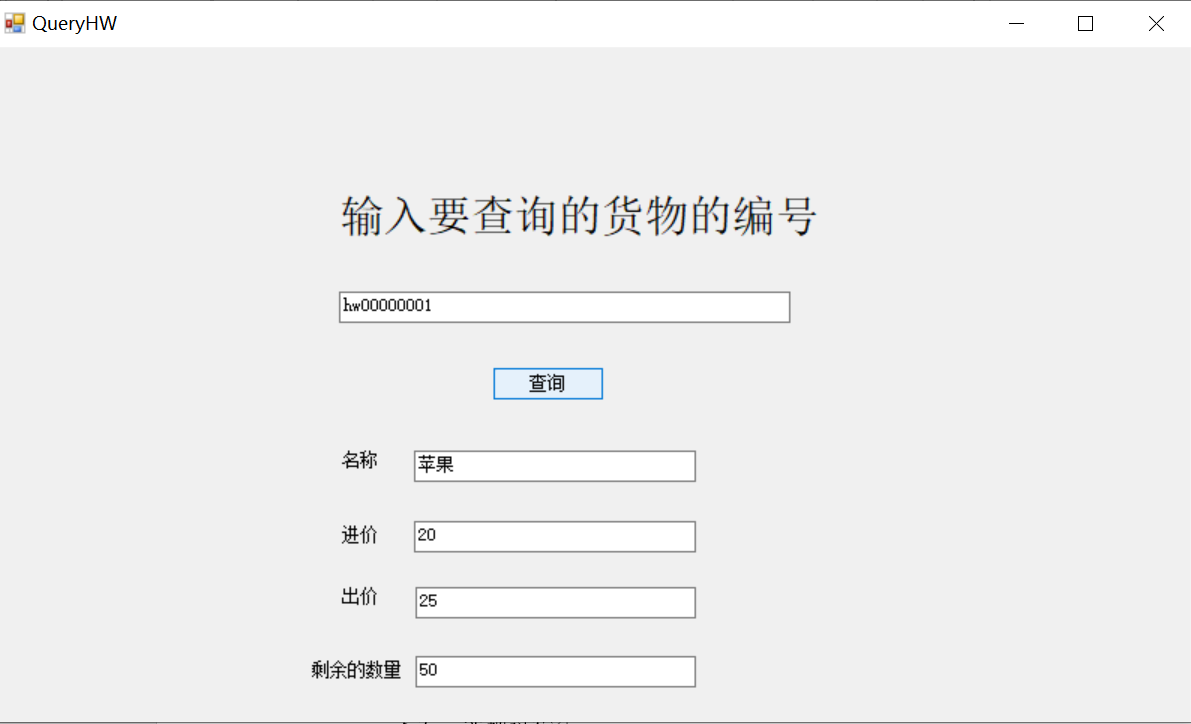 QueryHW
输入要查询的货物的编号
hw00000001
查询
名称 苹果
进价 20
出价 25
剩余的数量 50